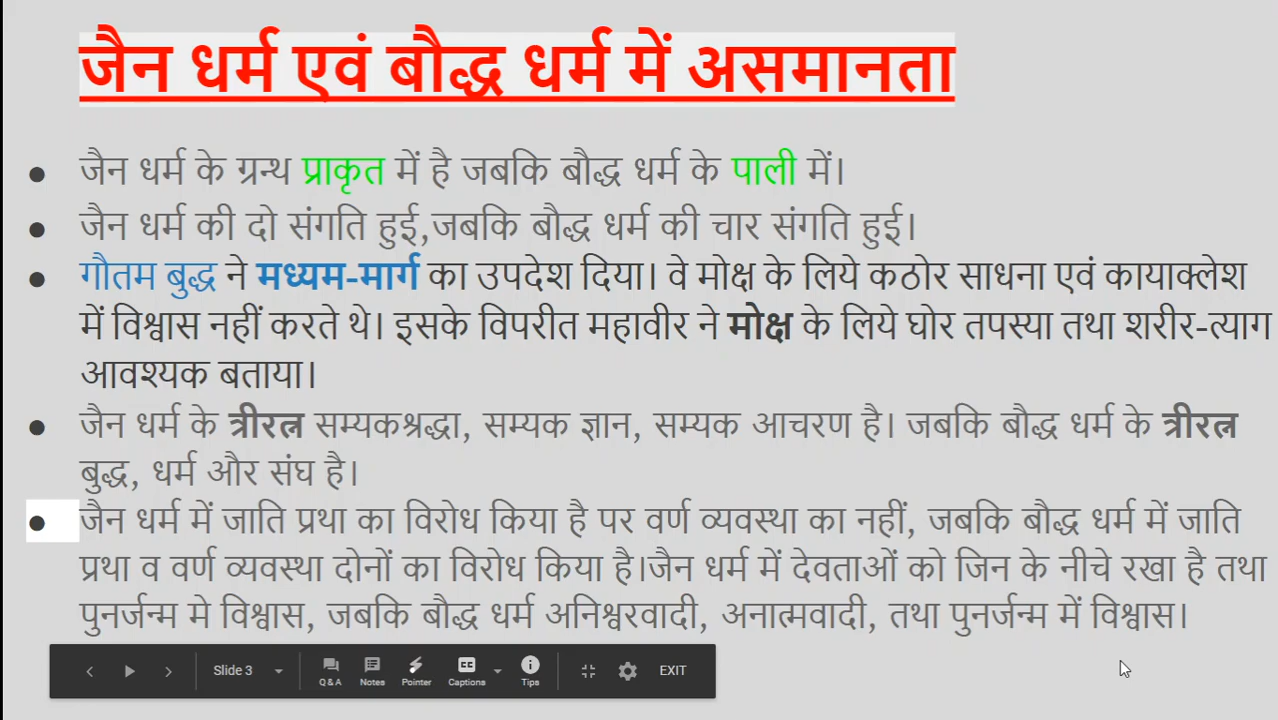 जैन धर्म एवं बौद्ध धर्म में असमानता
● जैन धर्म के ग्रन्थ प्राकृत में है जबकि बौद्ध धर्म के पाली में।
● जैन धर्म की दो संगति हुई,जबकि बौद्ध धर्म की चार संगति हुई।
● गौतम बुद्ध ने मध्यम-मार्ग का उपदेश दिया। वे मोक्ष के लिये कठोर साधना एवं कायाक्लेश
में विश्वास नहीं करते थे। इसके विपरीत महावीर ने मोक्ष के लिये घोर तपस्या तथा शरीर-त्याग
आवश्यक बताया।
● जैन धर्म के त्रीरत्न सम्यकश्रद्धा, सम्यक ज्ञान, सम्यक आचरण है। जबकि बौद्ध धर्म के त्रीरत्न
बुद्ध, धर्म और संघ है।
● जैन धर्म में जाति प्रथा का विरोध किया है पर वर्ण व्यवस्था का नहीं, जबकि बौद्ध धर्म में जाति
प्रथा व वर्ण व्यवस्था दोनों का विरोध किया है।जैन धर्म में देवताओं को जिन के नीचे रखा है तथा
पुनर्जन्म मे विश्वास, जबकि बौद्ध धर्म अनिश्वरवादी, अनात्मवादी, तथा पुनर्जन्म में विश्वास।
Slide 3 Q & A Notes Pointer CC Captions Tips EXIT